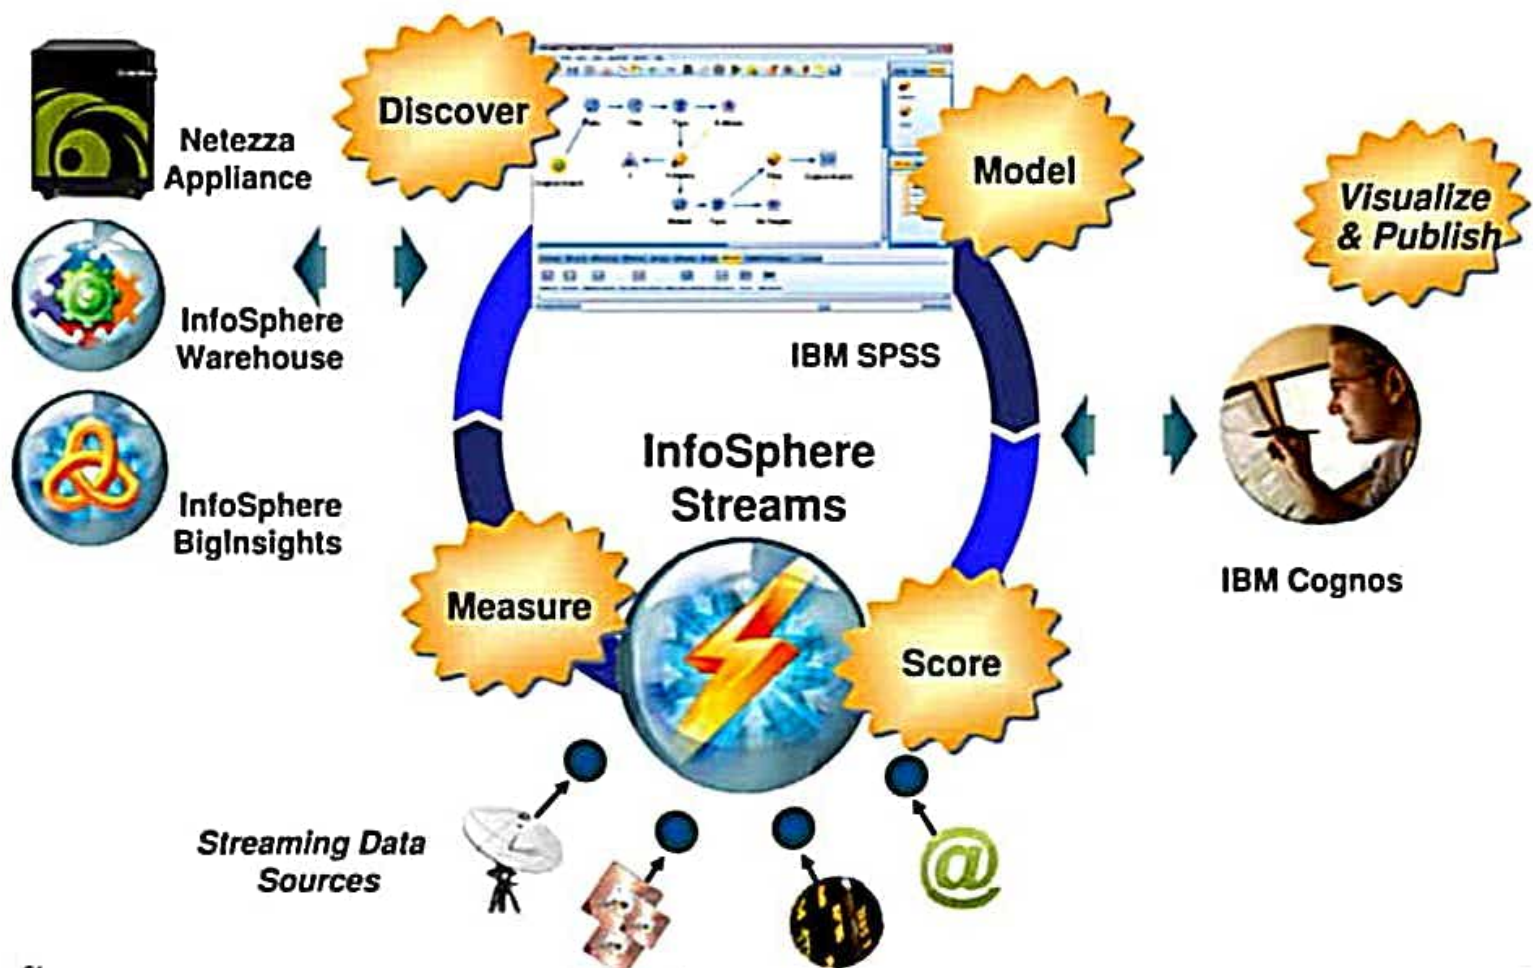 Discover
Model
Netezza
Appliance
Visualize
& Publish
InfoSphere
Warehouse
IBM SPSS
InfoSphere
Streams
InfoSphere
BigInsights
IBM Cognos
Measure
Score
Streaming Data
Sources
@